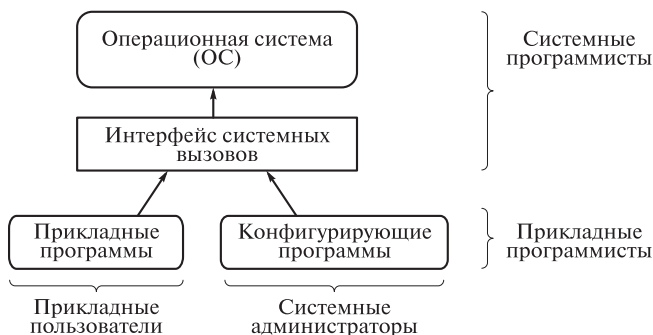 Операционная система
(ОС)
Системные
программисты
Интерфейс системных
вызовов
Прикладные
программы
Конфигурирующие
программы
Прикладные
программисты
Прикладные
пользователи
Системные
администраторы